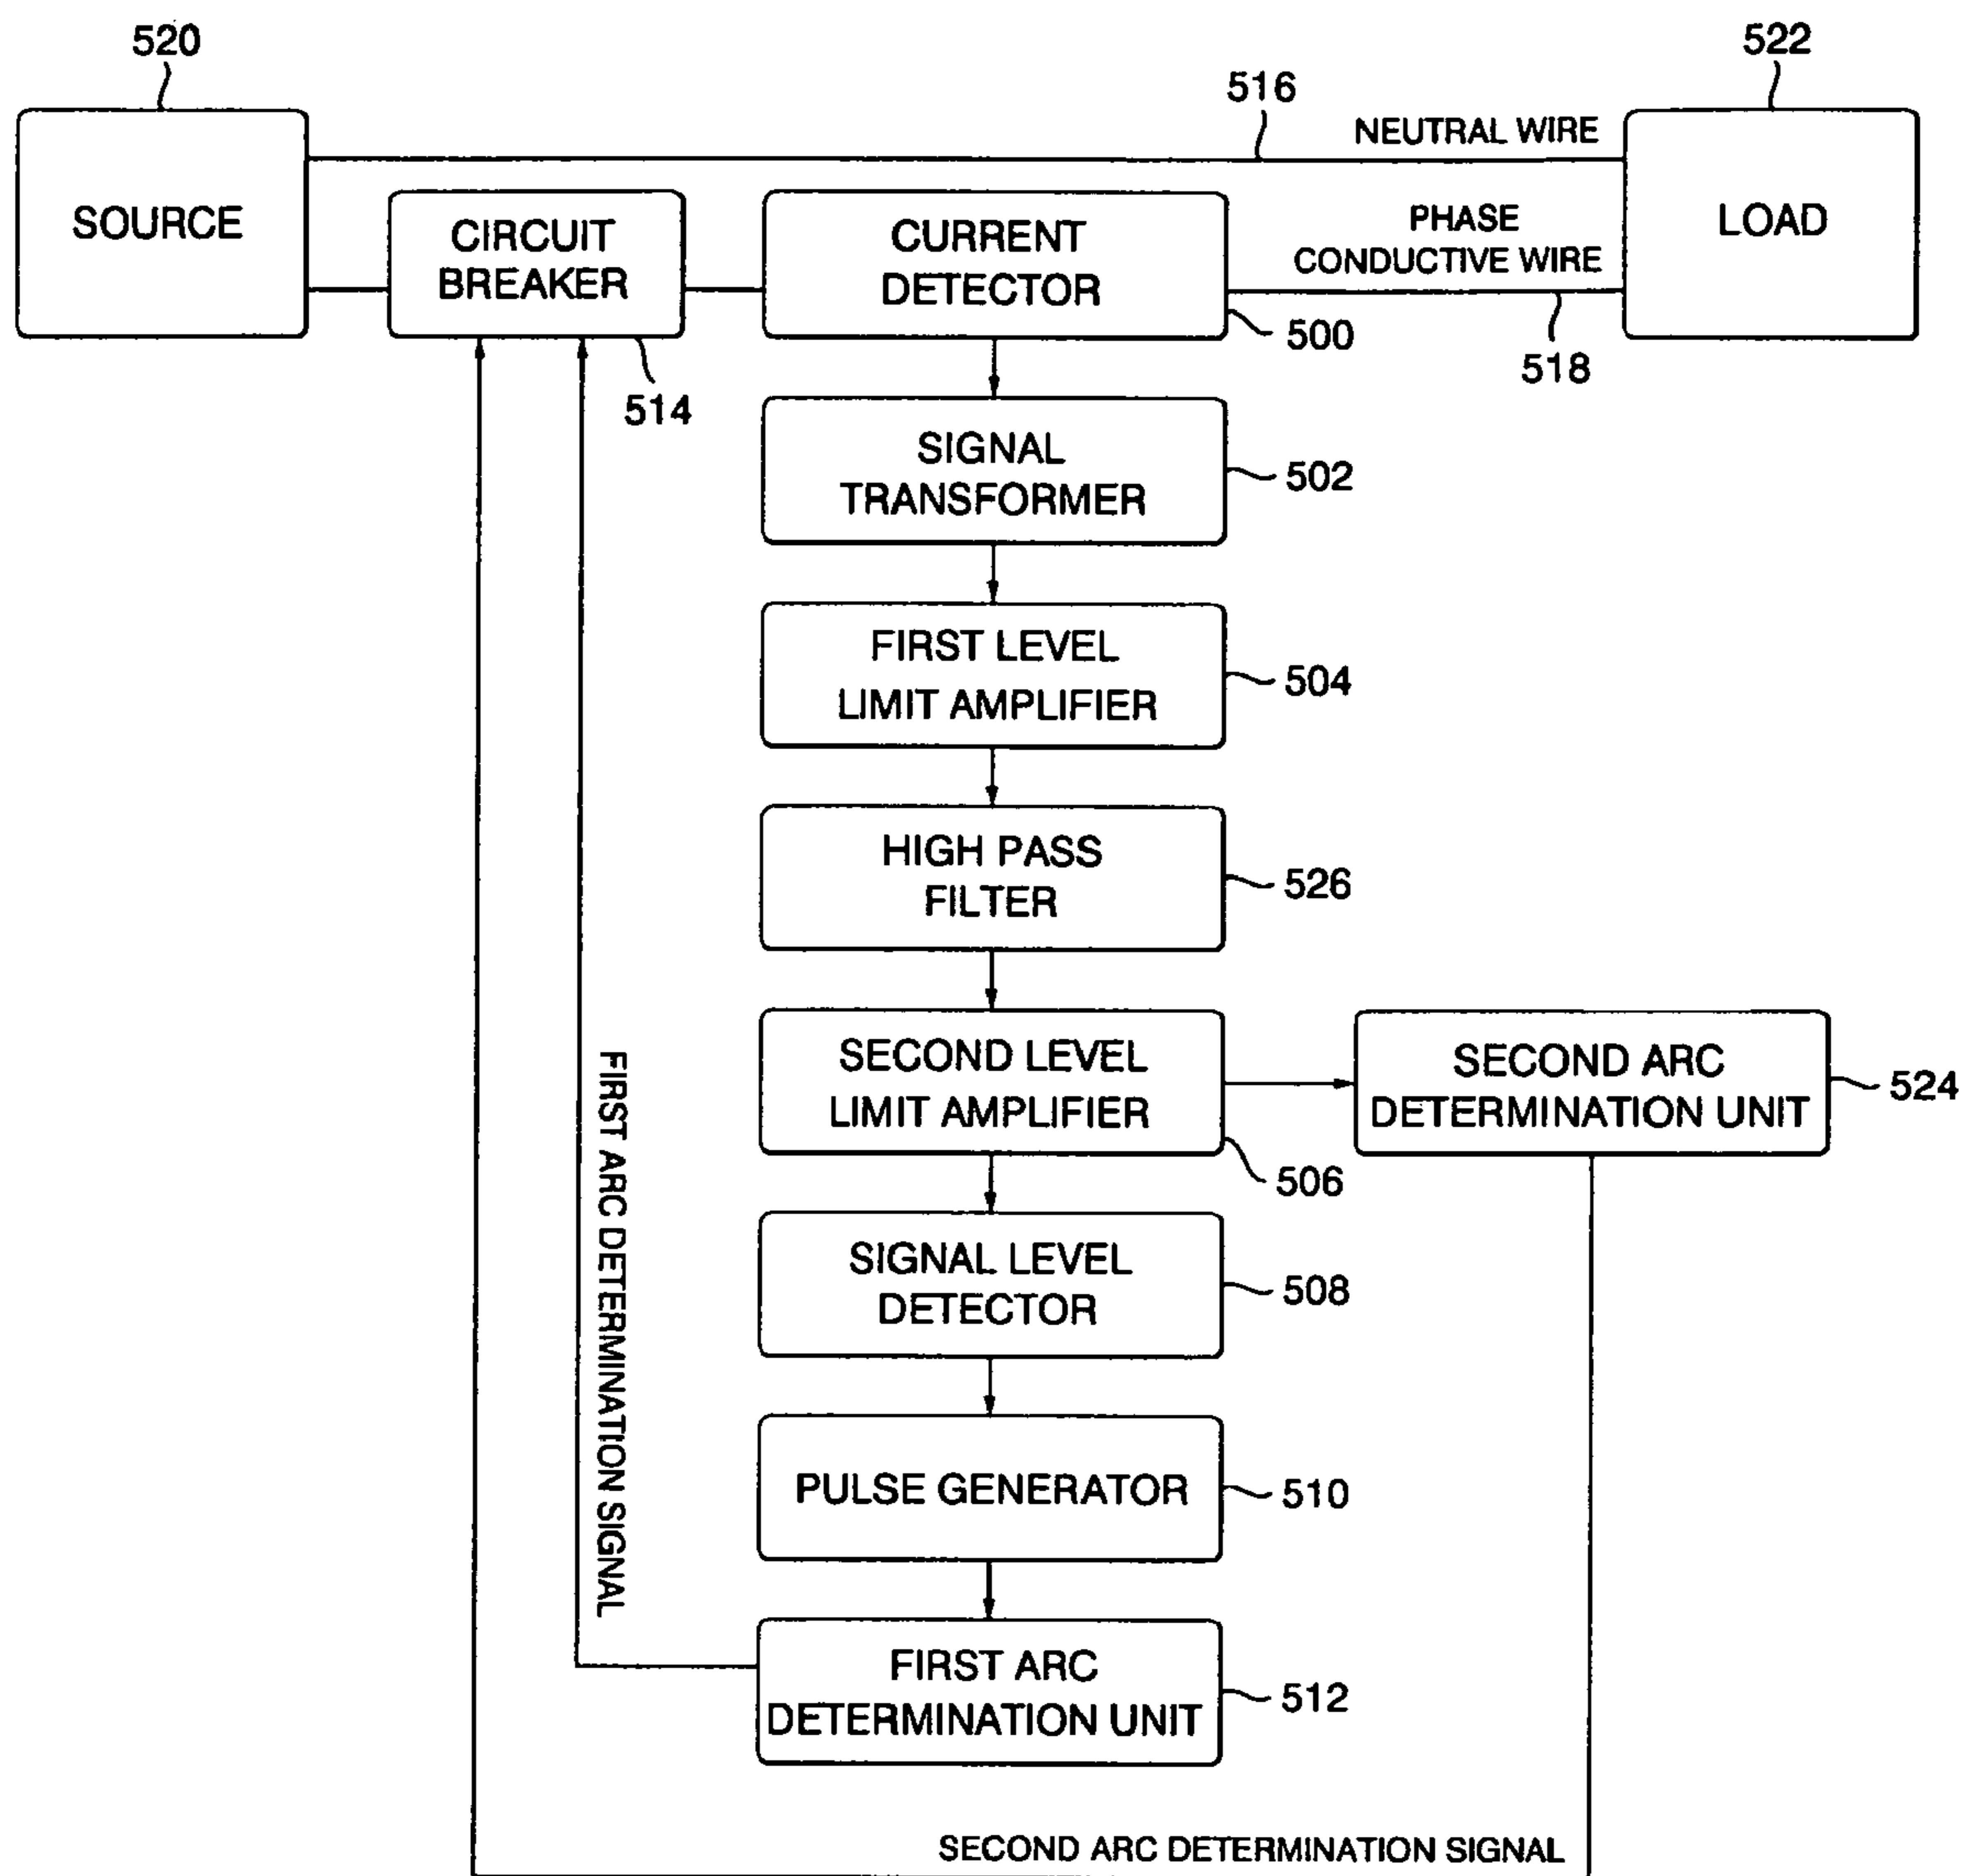 520
522
516
NEUTRAL WIRE
SOURCE
CIRCUIT
BREAKER
CURRENT
DETECTOR
PHASE
CONDUCTIVE WIRE
LOAD
500
518
514
SIGNAL
TRANSFORMER
502
FIRST LEVEL
LIMIT AMPLIFIER
504
HIGH PASS
FILTER
526
SECOND LEVEL
LIMIT AMPLIFIER
506
SECOND ARC
DETERMINATION UNIT
524
FIRST ARC DETERMINATION SIGNAL
SIGNAL LEVEL
DETECTOR
508
PULSE GENERATOR
510
FIRST ARC
DETERMINATION UNIT
512
SECOND ARC DETERMINATION SIGNAL